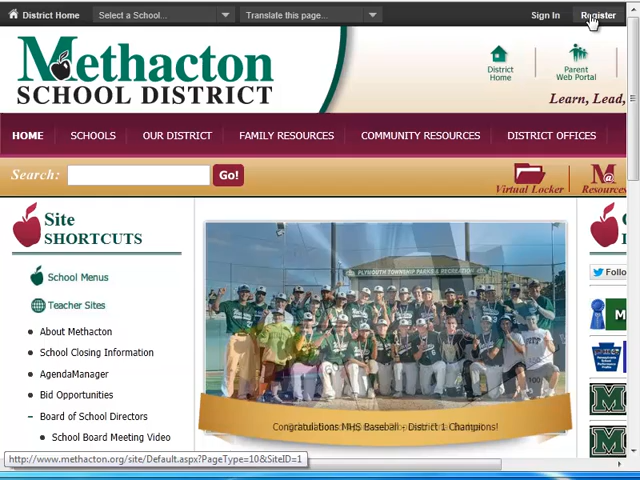 District Home
Select a School...
Translate this page...
Sign In
Register
Methacton
SCHOOL DISTRICT
District
Home
Parent
Web Portal
Learn, Lead,
HOME
SCHOOLS
OUR DISTRICT
FAMILY RESOURCES
COMMUNITY RESOURCES
DISTRICT OFFICES
Search:
Go!
Virtual Locker
M@
Resources
Site
SHORTCUTS
School Menus
Teacher Sites
About Methacton
School Closing Information
AgendaManager
Bid Opportunities
Board of School Directors
School Board Meeting Video
PLYMOUTH TOWNSHIP PARKS & RECREATION
Congratulations MHS Baseball - District 1 Champions!
Follo
M
M
M
http://www.methacton.org/site/Default.aspx?PageType=10&SiteID=1